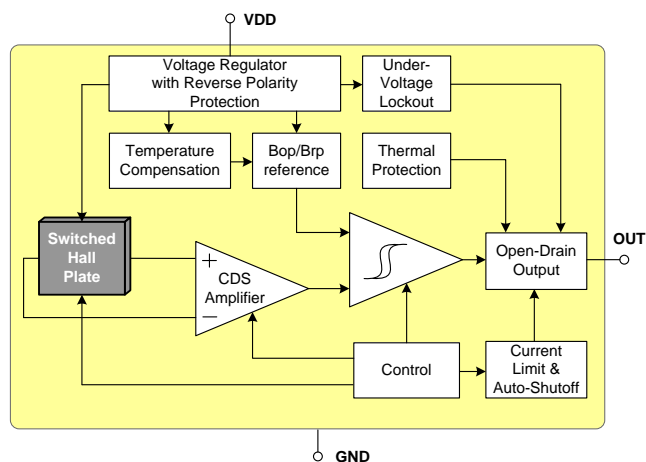 VDD
Voltage Regulator
with Reverse Polarity
Protection
Under-
Voltage
Lockout
Temperature
Compensation
Bop/Brp
reference
Thermal
Protection
Switched
Hall
Plate
+
CDS
Amplifier
–
Open-Drain
Output
OUT
Control
Current
Limit &
Auto-Shutoff
GND